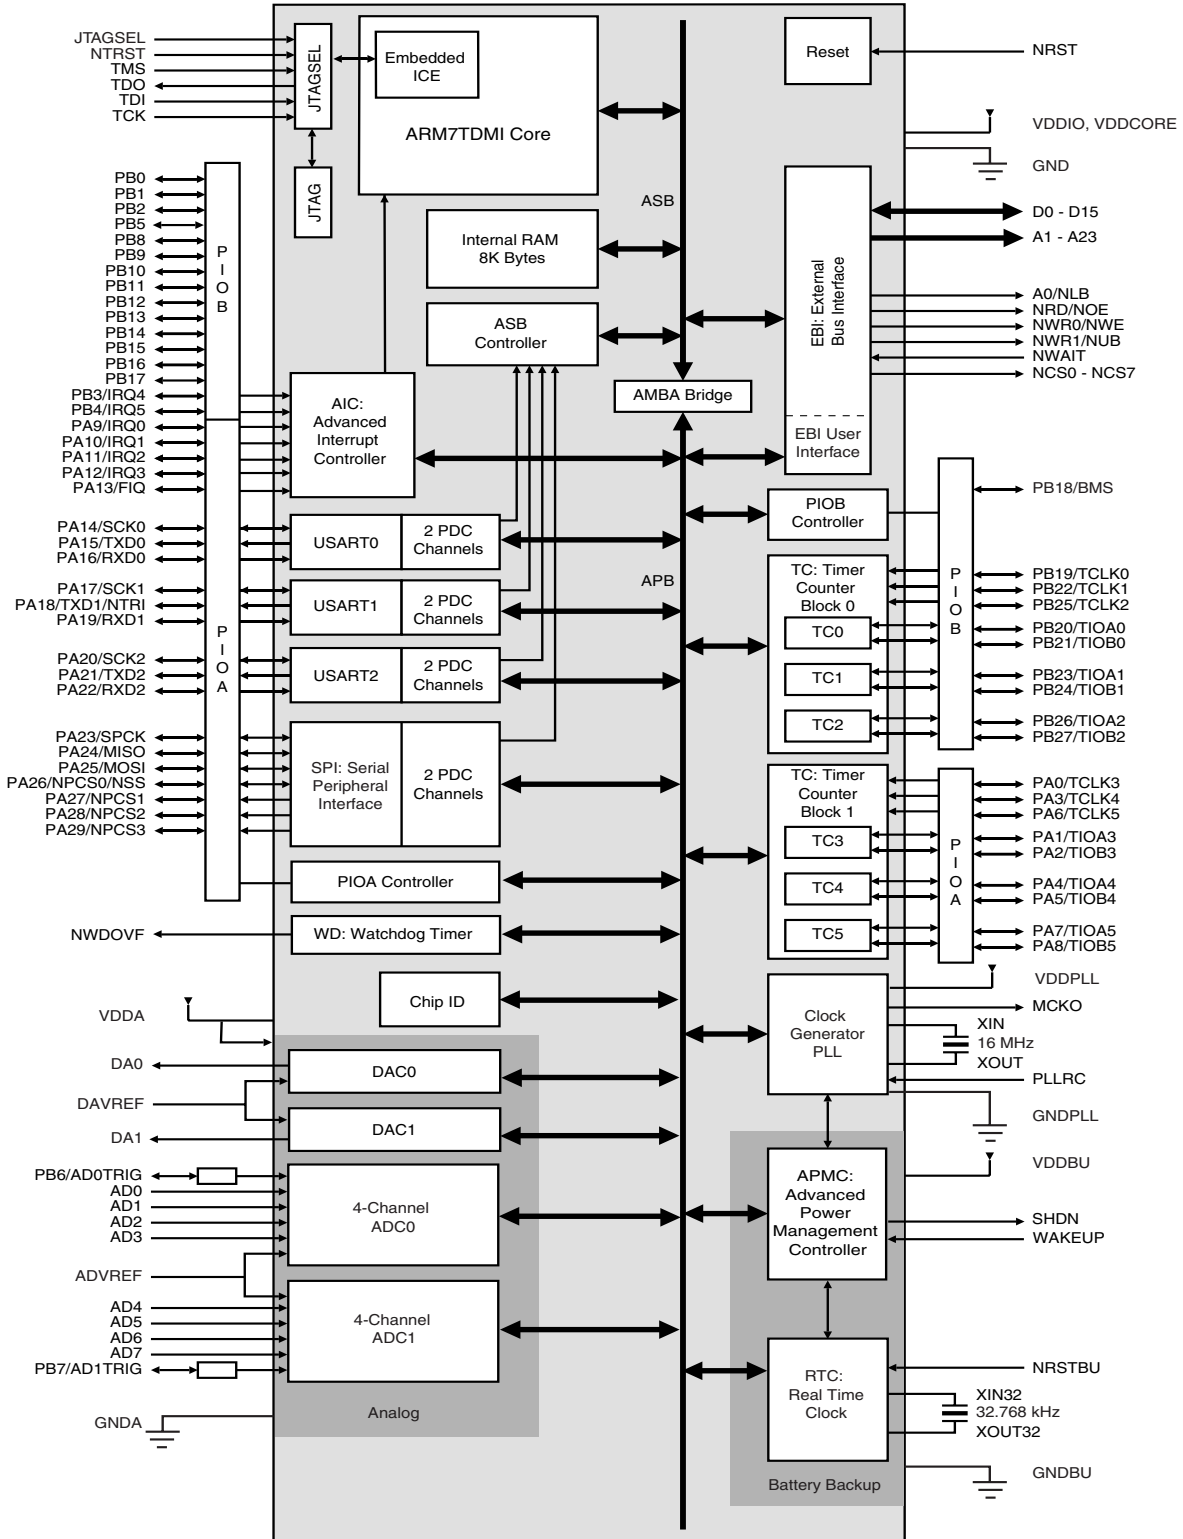 JTAGSEL
NTRST
TMS
TDO
TDI
TCK
JTAGSEL
Embedded
ICE
ARM7TDMI Core
JTAG
Reset
NRST
VDDIO, VDDCORE
GND
PB0
PB1
PB2
PB5
PB8
PB9
PB10
PB11
PB12
PB13
PB14
PB15
PB16
PB17
PB3/IRQ4
PB4/IRQ5
PA9/IRQ0
PA10/IRQ1
PA11/IRQ2
PA12/IRQ3
PA13/FIQ
PIOB
ASB
Internal RAM
8K Bytes
ASB
Controller
AMBA Bridge
EBI: External
Bus Interface
EBI User
Interface
D0 - D15
A1 - A23
A0/NLB
NRD/NOE
NWR0/NWE
NWR1/NUB
NWAIT
NCS0 - NCS7
AIC:
Advanced
Interrupt
Controller
PA14/SCK0
PA15/TXD0
PA16/RXD0
USART0
2 PDC
Channels
PA17/SCK1
PA18/TXD1/NTRI
PA19/RXD1
USART1
2 PDC
Channels
PA20/SCK2
PA21/TXD2
PA22/RXD2
USART2
2 PDC
Channels
PIOA
PA23/SPCK
PA24/MISO
PA25/MOSI
PA26/NPCS0/NSS
PA27/NPCS1
PA28/NPCS2
PA29/NPCS3
SPI: Serial
Peripheral
Interface
2 PDC
Channels
APB
PIOB
Controller
PB18/BMS
TC: Timer
Counter
Block 0
TC0
TC1
TC2
PIOB
PB19/TCLK0
PB22/TCLK1
PB25/TCLK2
PB20/TIOA0
PB21/TIOB0
PB23/TIOA1
PB24/TIOB1
PB26/TIOA2
PB27/TIOB2
TC: Timer
Counter
Block 1
TC3
TC4
TC5
PIOA
PA0/TCLK3
PA3/TCLK4
PA6/TCLK5
PA1/TIOA3
PA2/TIOB3
PA4/TIOA4
PA5/TIOB4
PA7/TIOA5
PA8/TIOB5
PIOA Controller
NWDOVF
WD: Watchdog Timer
Chip ID
VDDA
DA0
DAVREF
DA1
DAC0
DAC1
PB6/AD0TRIG
AD0
AD1
AD2
AD3
4-Channel
ADC0
ADVREF
AD4
AD5
AD6
AD7
PB7/AD1TRIG
4-Channel
ADC1
GNDA
Analog
Clock
Generator
PLL
VDDPLL
MCKO
XIN
16 MHz
XOUT
PLLRC
GNDPLL
VDDBU
APMC:
Advanced
Power
Management
Controller
SHDN
WAKEUP
RTC:
Real Time
Clock
NRSTBU
XIN32
32.768 kHz
XOUT32
GNDBU
Battery Backup